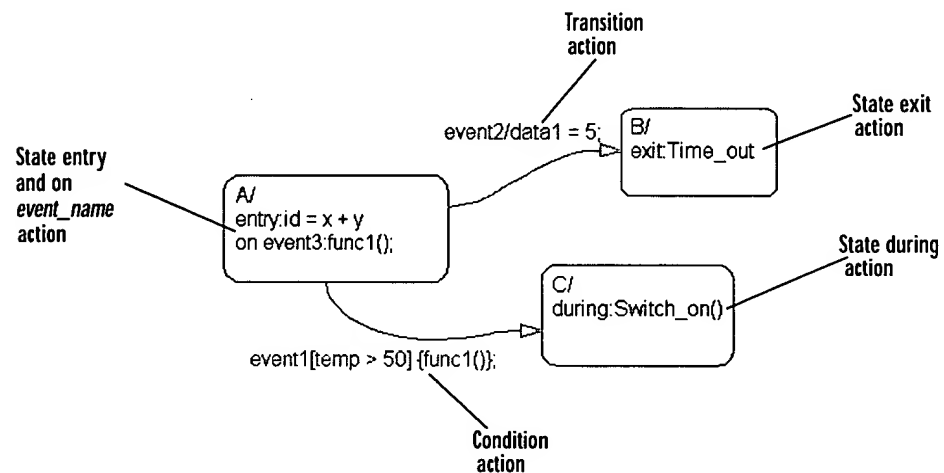 Transition
action
event2/data1 = 5;
B/
exit:Time_out
State exit
action
State entry
and on
event_name
action
A/
entry:id = x + y
on event3:func1();
State during
action
C/
during:Switch_on()
event1[temp > 50] {func1()};
Condition
action